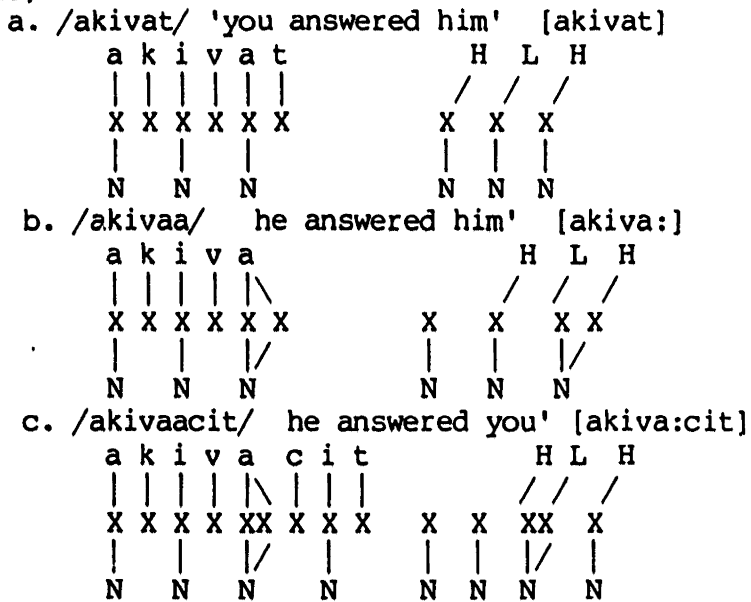 a. /akivat/ 'you answered him' [akivat]
a k i v a t H L H
X X X X X X X X X
N N N N N N
b. /akivaa/ he answered him' [akiva:]
a k i v a H L H
X X X X X X X X X X
N N N N N N
c. /akivaacit/ he answered you' [akiva:cit]
a k i v a c i t H L H
X X X X XX X X X X X XX X
N N N N N N N N